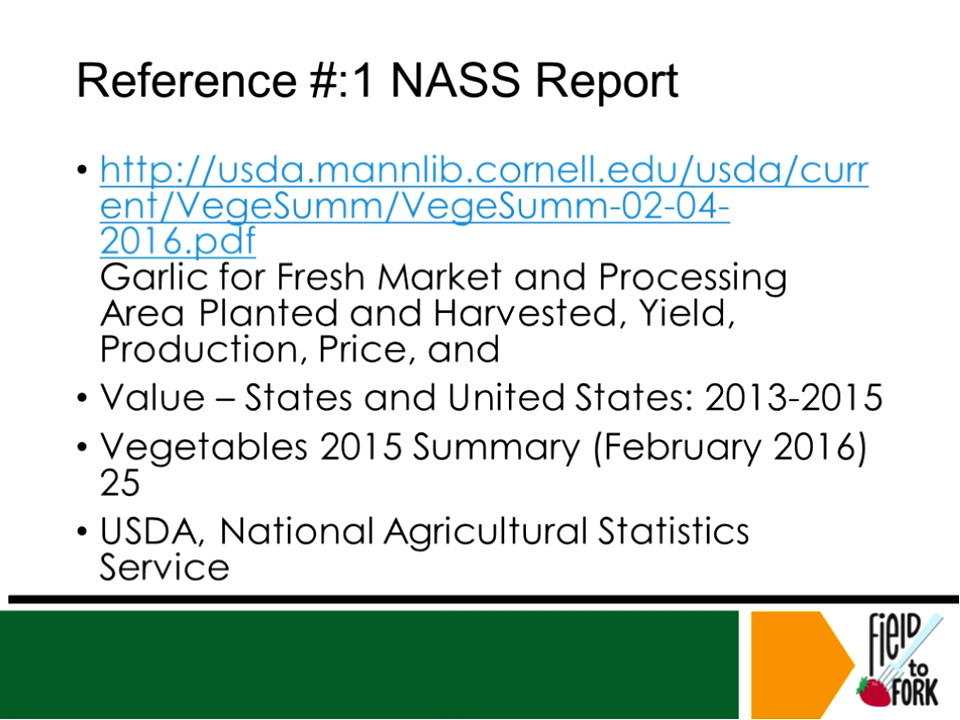 Reference #:1 NASS Report
• http://usda.mannlib.cornell.edu/usda/curr
ent/VegeSumm/VegeSumm-02-04-
2016.pdf
Garlic for Fresh Market and Processing
Area Planted and Harvested, Yield,
Production, Price, and
• Value – States and United States: 2013-2015
• Vegetables 2015 Summary (February 2016)
25
• USDA, National Agricultural Statistics
Service
FIELD
to
FORK